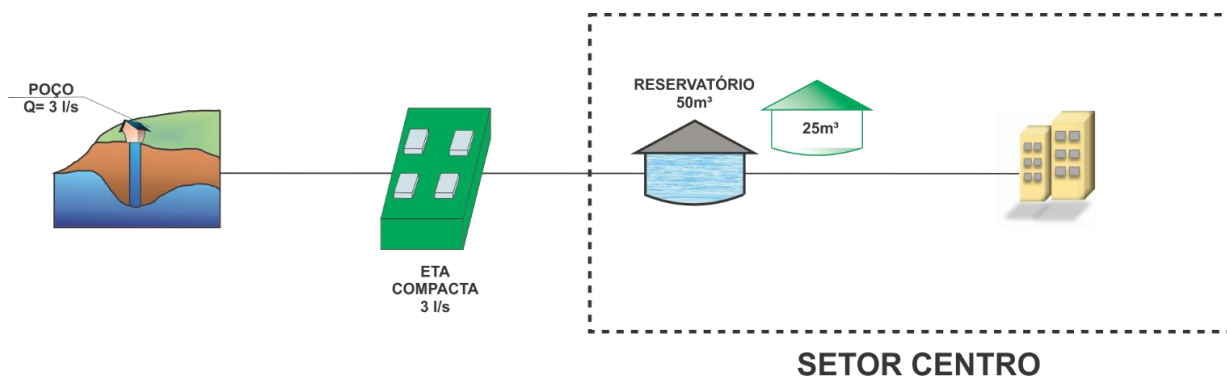 POÇO
Q= 3 l/s
ETA
COMPACTA
3 l/s
RESERVATÓRIO
50m³
25m³
SETOR CENTRO